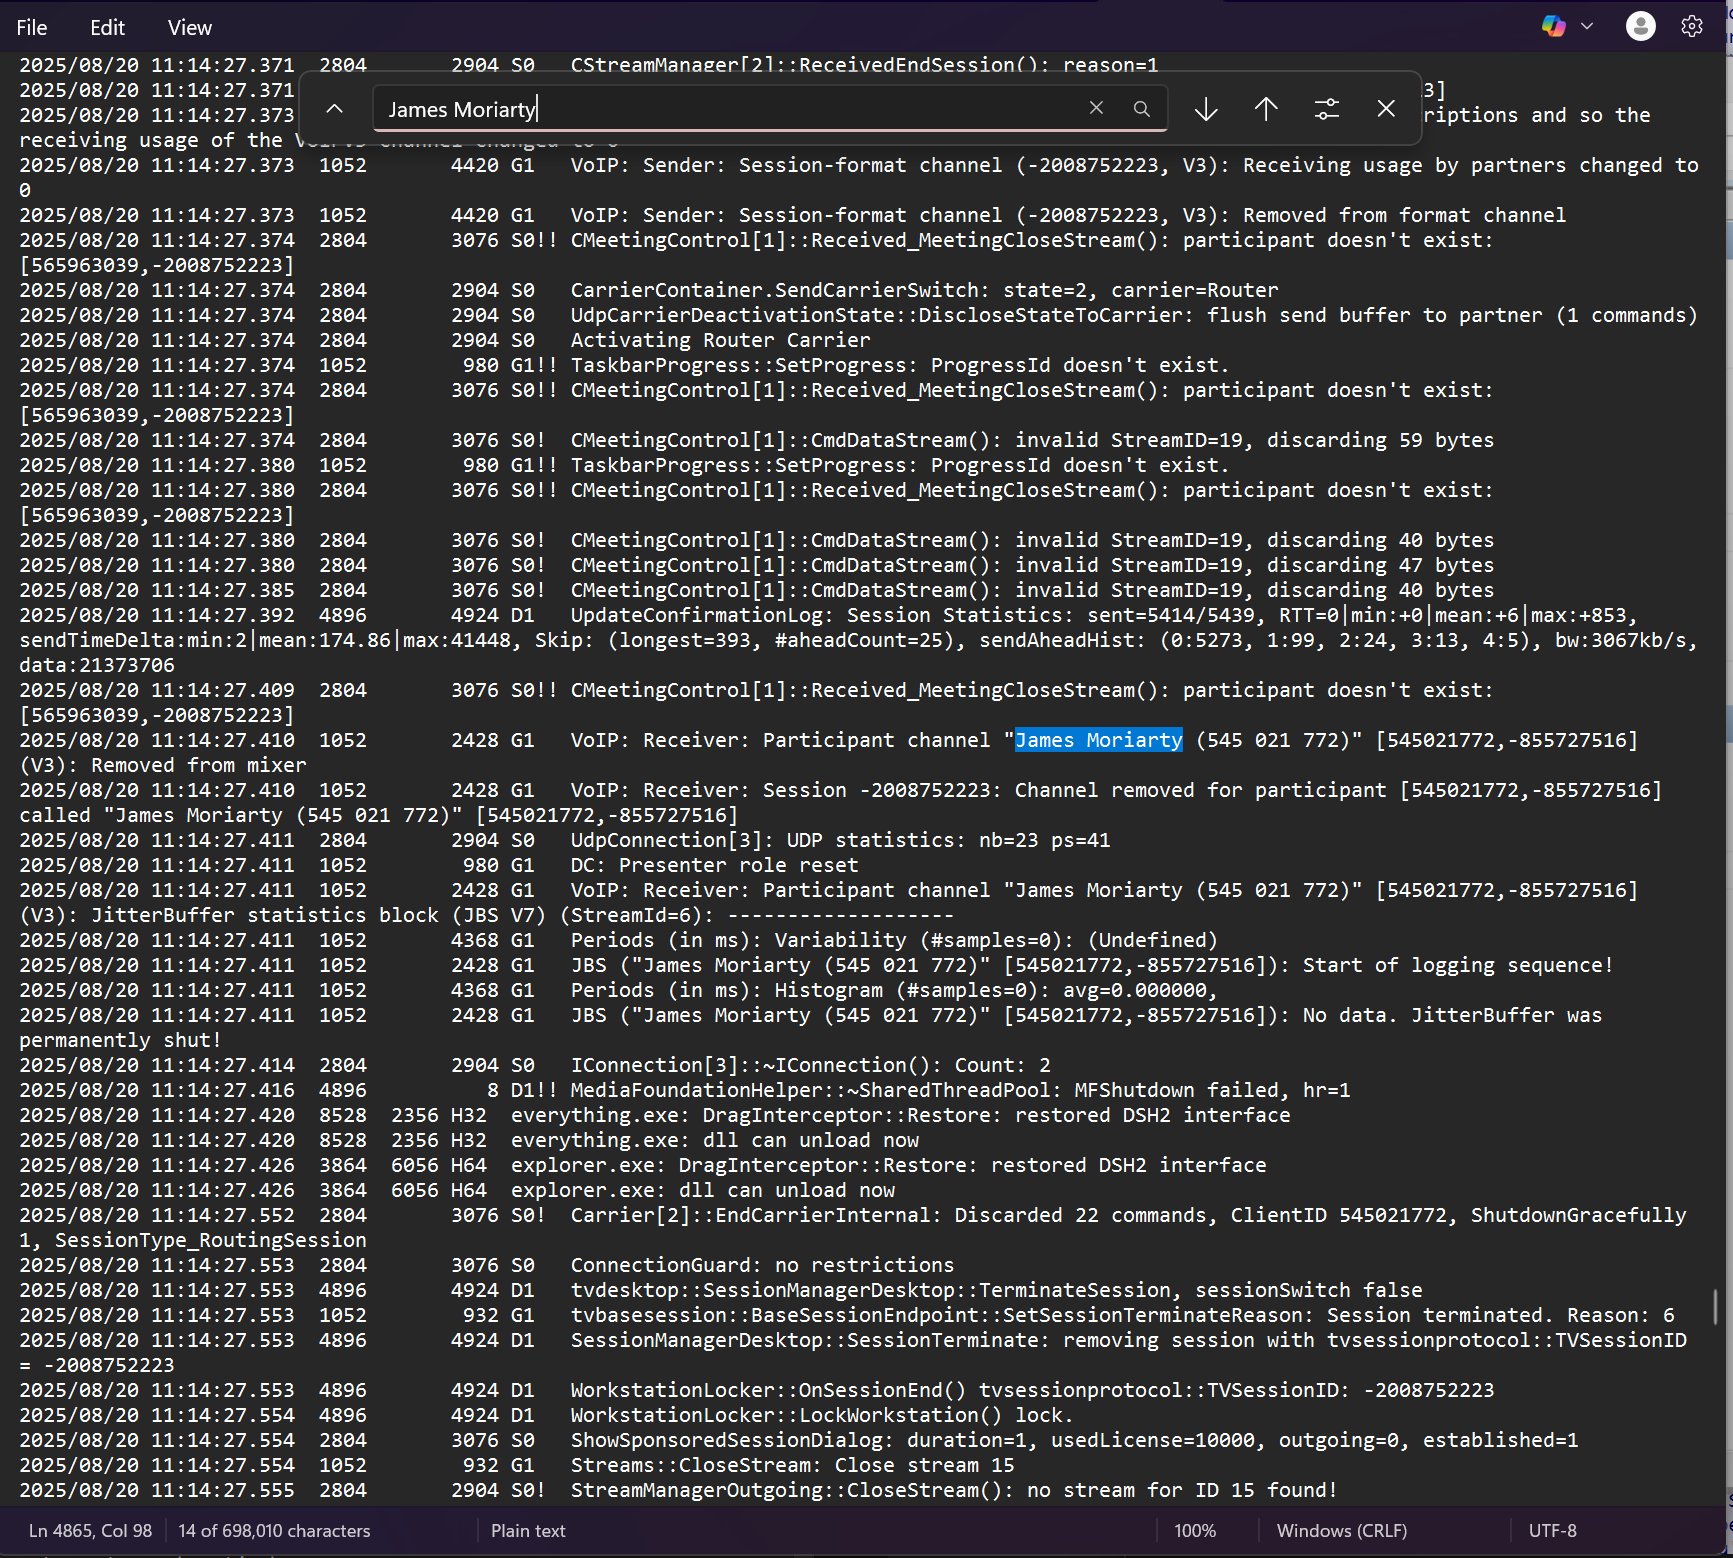 File Edit View
2025/08/20 11:14:27.371  2804       2904 S0   CStreamManager[2]::ReceivedEndSession(): reason=1
2025/08/20 11:14:27.371
3]
James Moriarty
2025/08/20 11:14:27.373
riptions and so the
receiving usage of the
2025/08/20 11:14:27.373  1052       4420 G1   VoIP: Sender: Session-format channel (-2008752223, V3): Receiving usage by partners changed to
0
2025/08/20 11:14:27.373  1052       4420 G1   VoIP: Sender: Session-format channel (-2008752223, V3): Removed from format channel
2025/08/20 11:14:27.374  2804       3076 S0!! CMeetingControl[1]::Received_MeetingCloseStream(): participant doesn't exist:
[565963039,-2008752223]
2025/08/20 11:14:27.374  2804       2904 S0   CarrierContainer.SendCarrierSwitch: state=2, carrier=Router
2025/08/20 11:14:27.374  2804       2904 S0   UdpCarrierDeactivationState::DiscloseStateToCarrier: flush send buffer to partner (1 commands)
2025/08/20 11:14:27.374  2804       2904 S0   Activating Router Carrier
2025/08/20 11:14:27.374  1052        980 G1!! TaskbarProgress::SetProgress: ProgressId doesn't exist.
2025/08/20 11:14:27.374  2804       3076 S0!! CMeetingControl[1]::Received_MeetingCloseStream(): participant doesn't exist:
[565963039,-2008752223]
2025/08/20 11:14:27.374  2804       3076 S0!  CMeetingControl[1]::CmdDataStream(): invalid StreamID=19, discarding 59 bytes
2025/08/20 11:14:27.380  1052        980 G1!! TaskbarProgress::SetProgress: ProgressId doesn't exist.
2025/08/20 11:14:27.380  2804       3076 S0!! CMeetingControl[1]::Received_MeetingCloseStream(): participant doesn't exist:
[565963039,-2008752223]
2025/08/20 11:14:27.380  2804       3076 S0!  CMeetingControl[1]::CmdDataStream(): invalid StreamID=19, discarding 40 bytes
2025/08/20 11:14:27.380  2804       3076 S0!  CMeetingControl[1]::CmdDataStream(): invalid StreamID=19, discarding 47 bytes
2025/08/20 11:14:27.385  2804       3076 S0!  CMeetingControl[1]::CmdDataStream(): invalid StreamID=19, discarding 40 bytes
2025/08/20 11:14:27.392  4896       4924 D1   UpdateConfirmationLog: Session Statistics: sent=5414/5439, RTT=0|min:+0|mean:+6|max:+853,
sendTimeDelta:min:2|mean:174.86|max:41448, Skip: (longest=393, #aheadCount=25), sendAheadHist: (0:5273, 1:99, 2:24, 3:13, 4:5), bw:3067kb/s,
data:21373706
2025/08/20 11:14:27.409  2804       3076 S0!! CMeetingControl[1]::Received_MeetingCloseStream(): participant doesn't exist:
[565963039,-2008752223]
2025/08/20 11:14:27.410  1052       2428 G1   VoIP: Receiver: Participant channel "James Moriarty (545 021 772)" [545021772,-855727516]
(V3): Removed from mixer
2025/08/20 11:14:27.410  1052       2428 G1   VoIP: Receiver: Session -2008752223: Channel removed for participant [545021772,-855727516]
called "James Moriarty (545 021 772)" [545021772,-855727516]
2025/08/20 11:14:27.411  2804       2904 S0   UdpConnection[3]: UDP statistics: nb=23 ps=41
2025/08/20 11:14:27.411  1052        980 G1   DC: Presenter role reset
2025/08/20 11:14:27.411  1052       2428 G1   VoIP: Receiver: Participant channel "James Moriarty (545 021 772)" [545021772,-855727516]
(V3): JitterBuffer statistics block (JBS V7) (StreamId=6): -------------------
2025/08/20 11:14:27.411  1052       4368 G1   Periods (in ms): Variability (#samples=0): (Undefined)
2025/08/20 11:14:27.411  1052       2428 G1   JBS ("James Moriarty (545 021 772)" [545021772,-855727516]): Start of logging sequence!
2025/08/20 11:14:27.411  1052       4368 G1   Periods (in ms): Histogram (#samples=0): avg=0.000000,
2025/08/20 11:14:27.411  1052       2428 G1   JBS ("James Moriarty (545 021 772)" [545021772,-855727516]): No data. JitterBuffer was
permanently shut!
2025/08/20 11:14:27.414  2804       2904 S0   IConnection[3]::~IConnection(): Count: 2
2025/08/20 11:14:27.416  4896          8 D1!! MediaFoundationHelper::~SharedThreadPool: MFShutdown failed, hr=1
2025/08/20 11:14:27.420  8528  2356 H32  everything.exe: DragInterceptor::Restore: restored DSH2 interface
2025/08/20 11:14:27.420  8528  2356 H32  everything.exe: dll can unload now
2025/08/20 11:14:27.426  3864  6056 H64  explorer.exe: DragInterceptor::Restore: restored DSH2 interface
2025/08/20 11:14:27.426  3864  6056 H64  explorer.exe: dll can unload now
2025/08/20 11:14:27.552  2804       3076 S0!  Carrier[2]::EndCarrierInternal: Discarded 22 commands, ClientID 545021772, ShutdownGracefully
1, SessionType_RoutingSession
2025/08/20 11:14:27.553  2804       3076 S0   ConnectionGuard: no restrictions
2025/08/20 11:14:27.553  4896       4924 D1   tvdesktop::SessionManagerDesktop::TerminateSession, sessionSwitch false
2025/08/20 11:14:27.553  1052        932 G1   tvbasesession::BaseSessionEndpoint::SetSessionTerminateReason: Session terminated. Reason: 6
2025/08/20 11:14:27.553  4896       4924 D1   SessionManagerDesktop::SessionTerminate: removing session with tvsessionprotocol::TVSessionID
= -2008752223
2025/08/20 11:14:27.553  4896       4924 D1   WorkstationLocker::OnSessionEnd() tvsessionprotocol::TVSessionID: -2008752223
2025/08/20 11:14:27.554  4896       4924 D1   WorkstationLocker::LockWorkstation() lock.
2025/08/20 11:14:27.554  2804       3076 S0   ShowSponsoredSessionDialog: duration=1, usedLicense=10000, outgoing=0, established=1
2025/08/20 11:14:27.554  1052        932 G1   Streams::CloseStream: Close stream 15
2025/08/20 11:14:27.555  2804       2904 S0!  StreamManagerOutgoing::CloseStream(): no stream for ID 15 found!
Ln 4865, Col 98 14 of 698,010 characters Plain text 100% Windows (CRLF) UTF-8